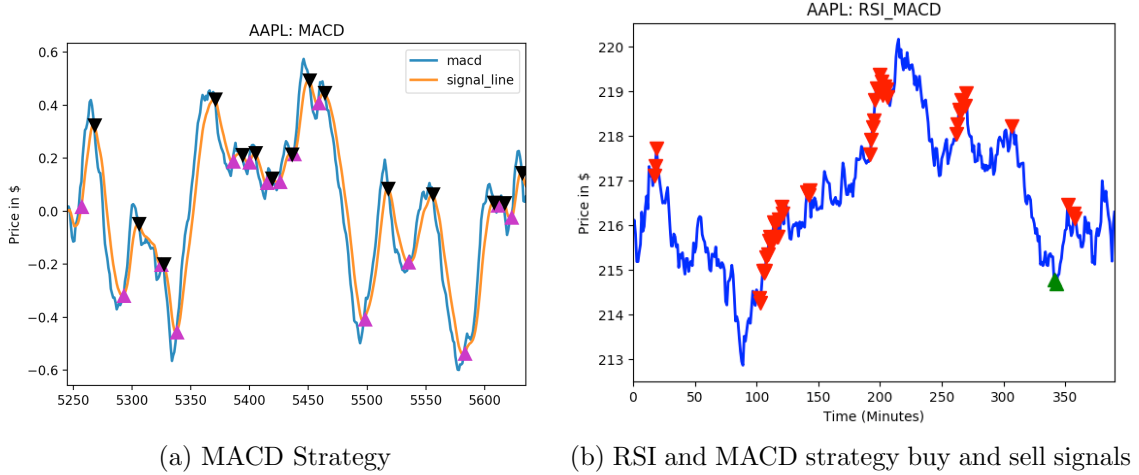 AAPL: MACD
macd
signal_line
Price in $
0.6
0.4
0.2
0.0
−0.2
−0.4
−0.6
5250 5300 5350 5400 5450 5500 5550 5600
(a) MACD Strategy
AAPL: RSI_MACD
Price in $
220
219
218
217
216
215
214
213
0 50 100 150 200 250 300 350
Time (Minutes)
(b) RSI and MACD strategy buy and sell signals